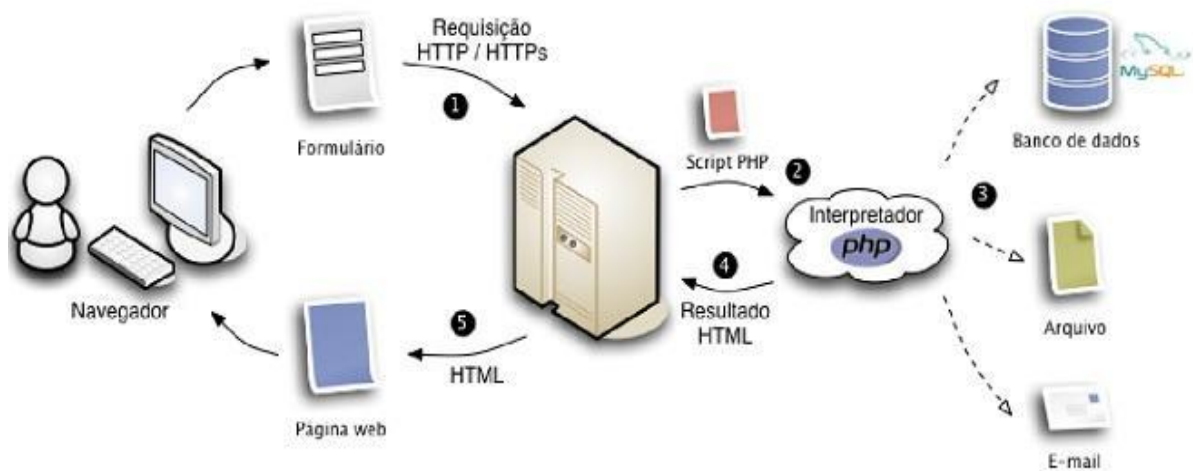 Requisição
HTTP / HTTPs
1
Formulário
Navegador
Script PHP
2
Interpretador
php
3
MySQL
Banco de dados
Arquivo
E-mail
4
Resultado
HTML
5
HTML
Página web